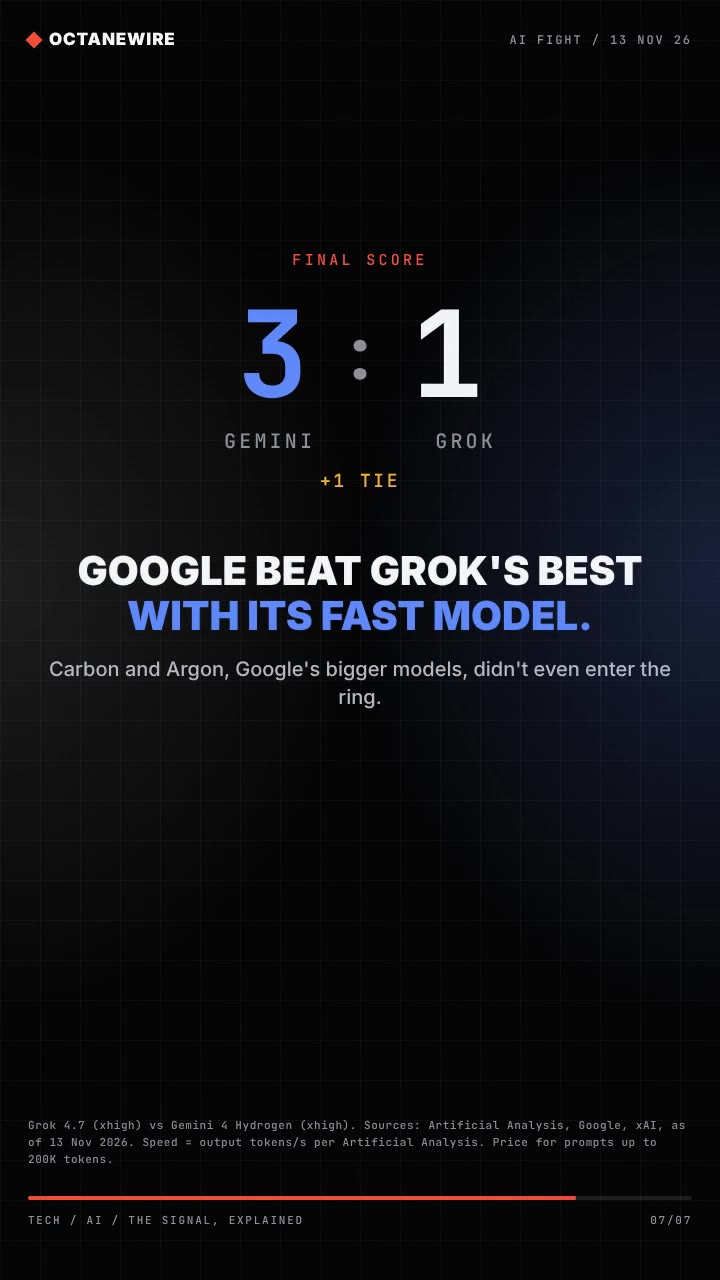 OCTANEWIRE
AI FIGHT / 13 NOV 26
FINAL SCORE
3 : 1
GEMINI GROK
+1 TIE
GOOGLE BEAT GROK'S BEST
WITH ITS FAST MODEL.
Carbon and Argon, Google's bigger models, didn't even enter the
ring.
Grok 4.7 (xhigh) vs Gemini 4 Hydrogen (xhigh). Sources: Artificial Analysis, Google, xAI, as
of 13 Nov 2026. Speed = output tokens/s per Artificial Analysis. Price for prompts up to
200K tokens.
TECH / AI / THE SIGNAL, EXPLAINED
07/07